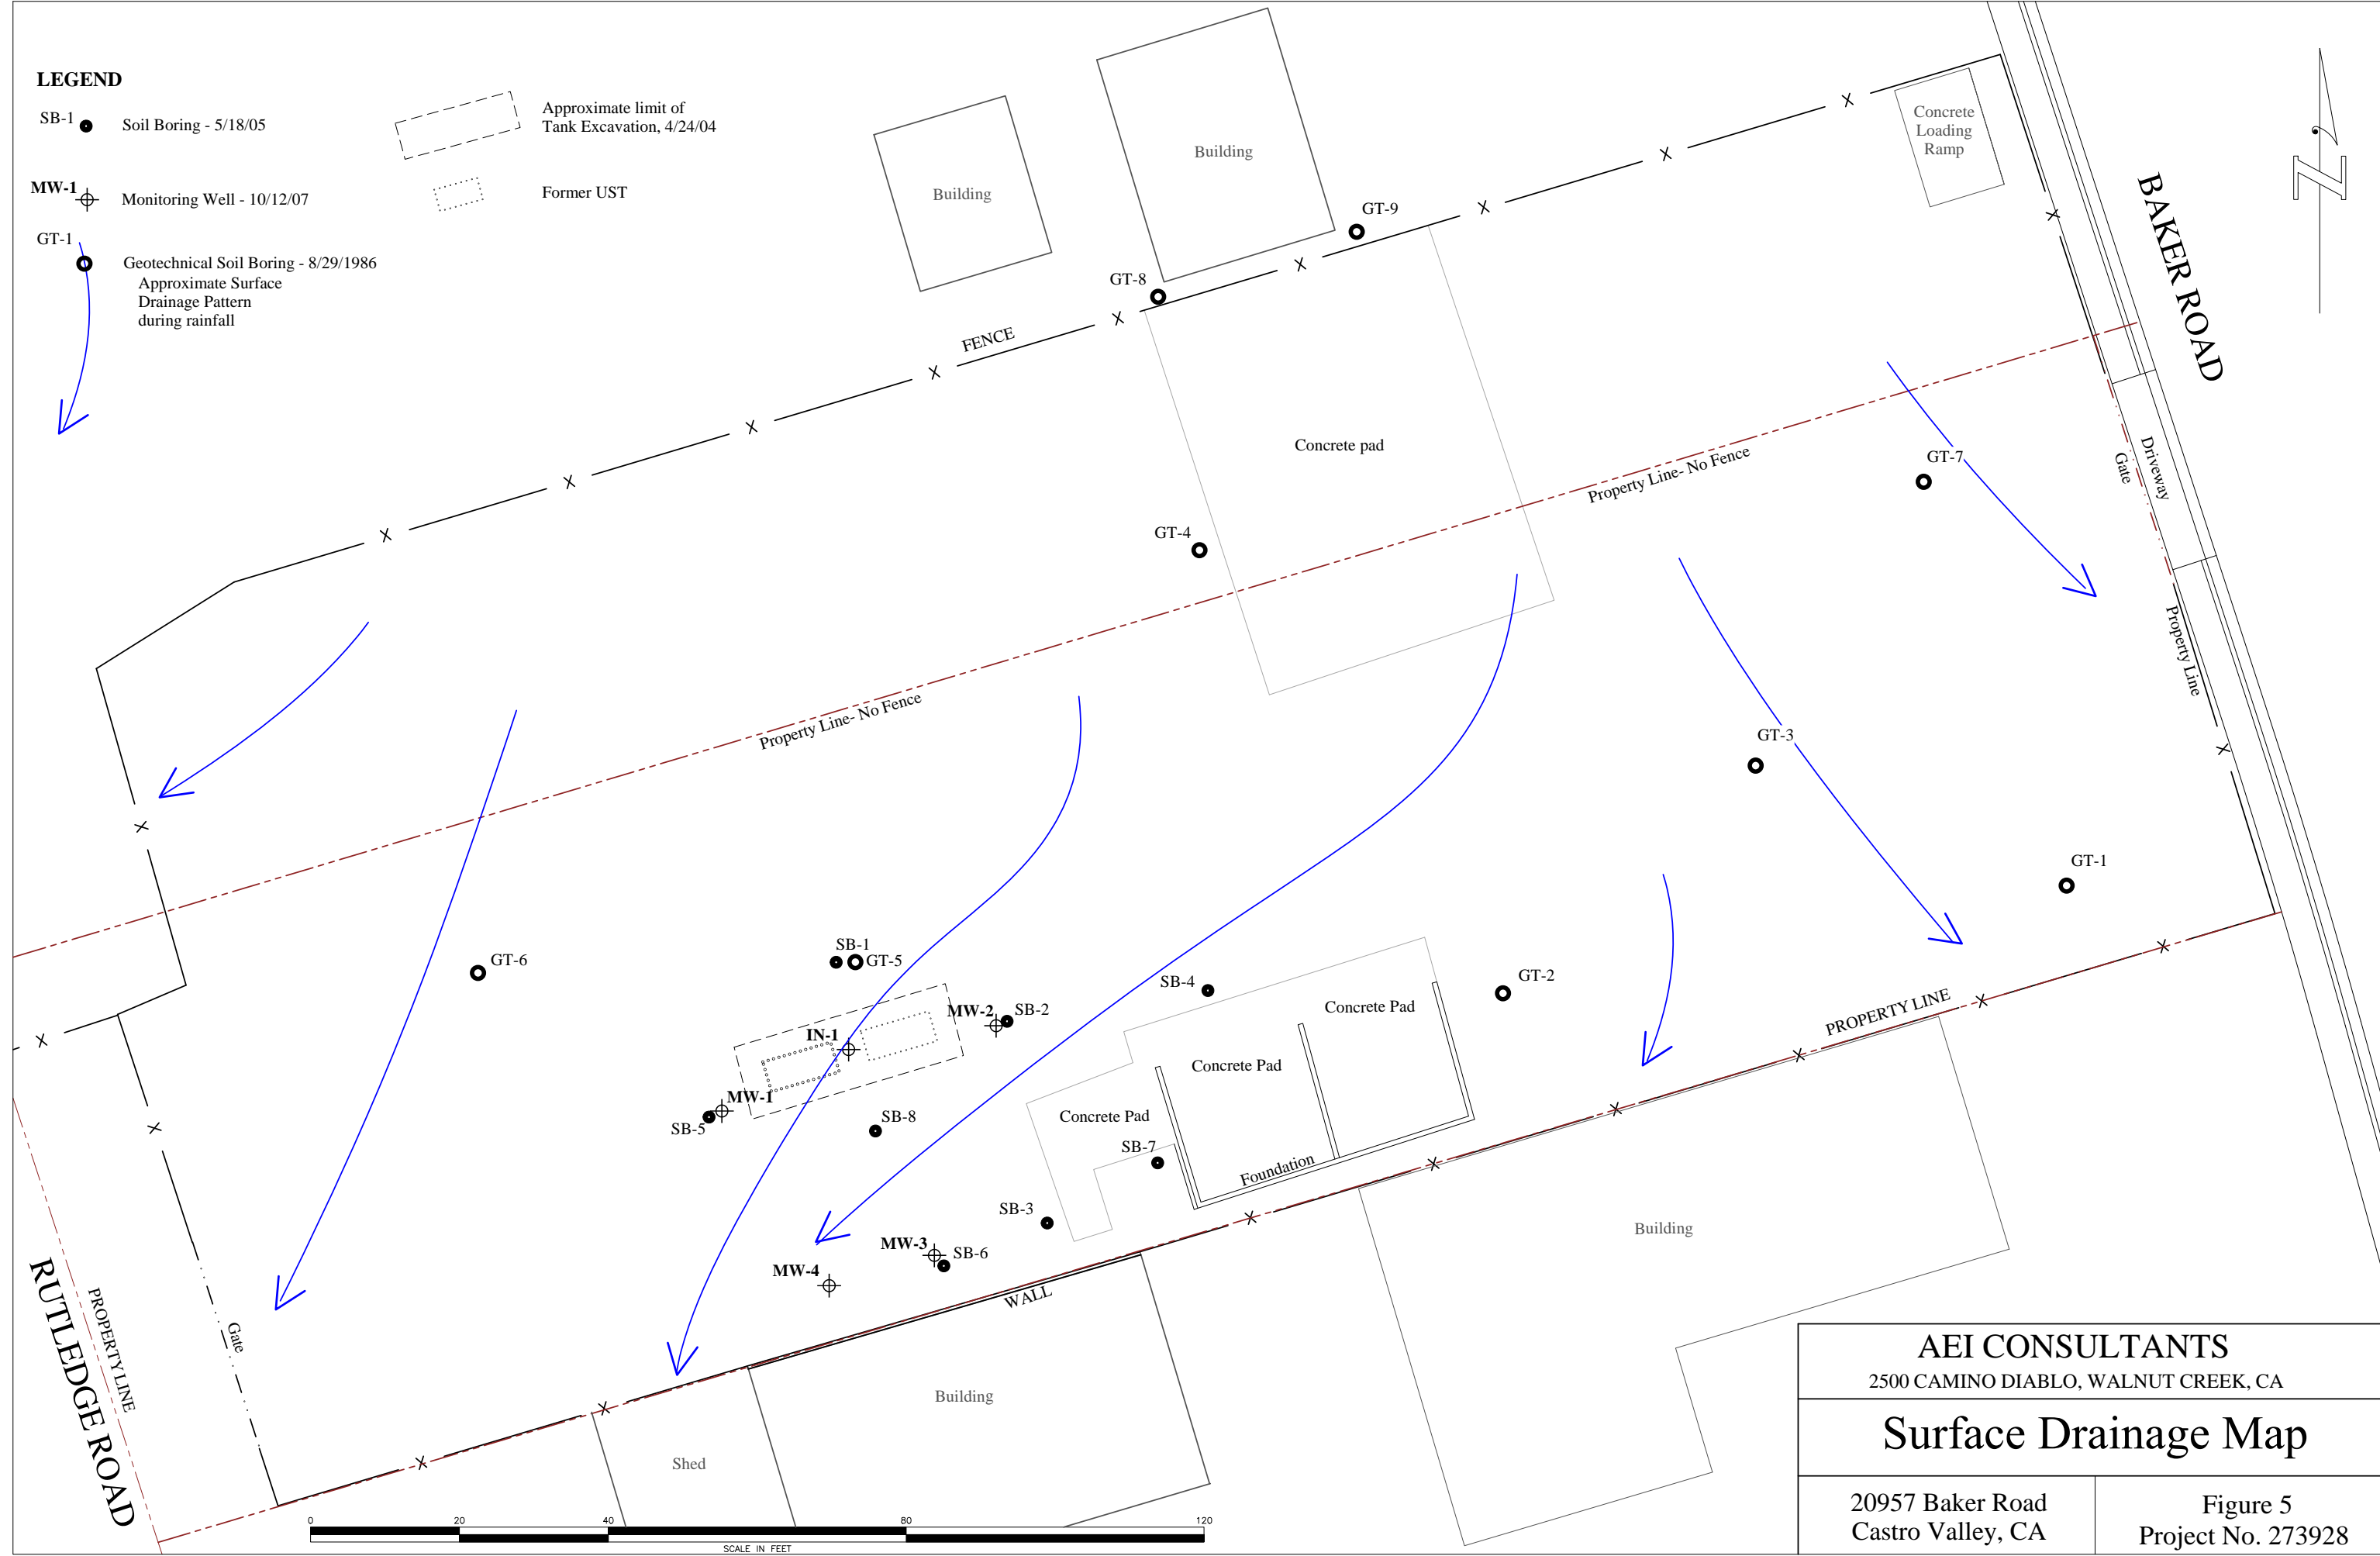 LEGEND
SB-1
Soil Boring - 5/18/05
MW-1
Monitoring Well - 10/12/07
GT-1
Geotechnical Soil Boring - 8/29/1986
Approximate Surface
Drainage Pattern
during rainfall
Approximate limit of
Tank Excavation, 4/24/04
Former UST
Building
Building
Concrete
Loading
Ramp
N
BAKER ROAD
GT-9
GT-8
FENCE
Concrete pad
Property Line- No Fence
GT-7
Gate
Driveway
GT-4
Property Line
Property Line- No Fence
GT-3
GT-1
GT-6
SB-1
GT-5
SB-4
GT-2
MW-2
SB-2
IN-1
Concrete Pad
PROPERTY LINE
Concrete Pad
MW-1
SB-5
SB-8
Concrete Pad
SB-7
Foundation
SB-3
MW-3
SB-6
MW-4
WALL
Building
RUTLEDGE ROAD
PROPERTY LINE
Gate
Building
Shed
0 20 40 80 120
SCALE IN FEET
AEI CONSULTANTS
2500 CAMINO DIABLO, WALNUT CREEK, CA
Surface Drainage Map
20957 Baker Road
Castro Valley, CA
Figure 5
Project No. 273928